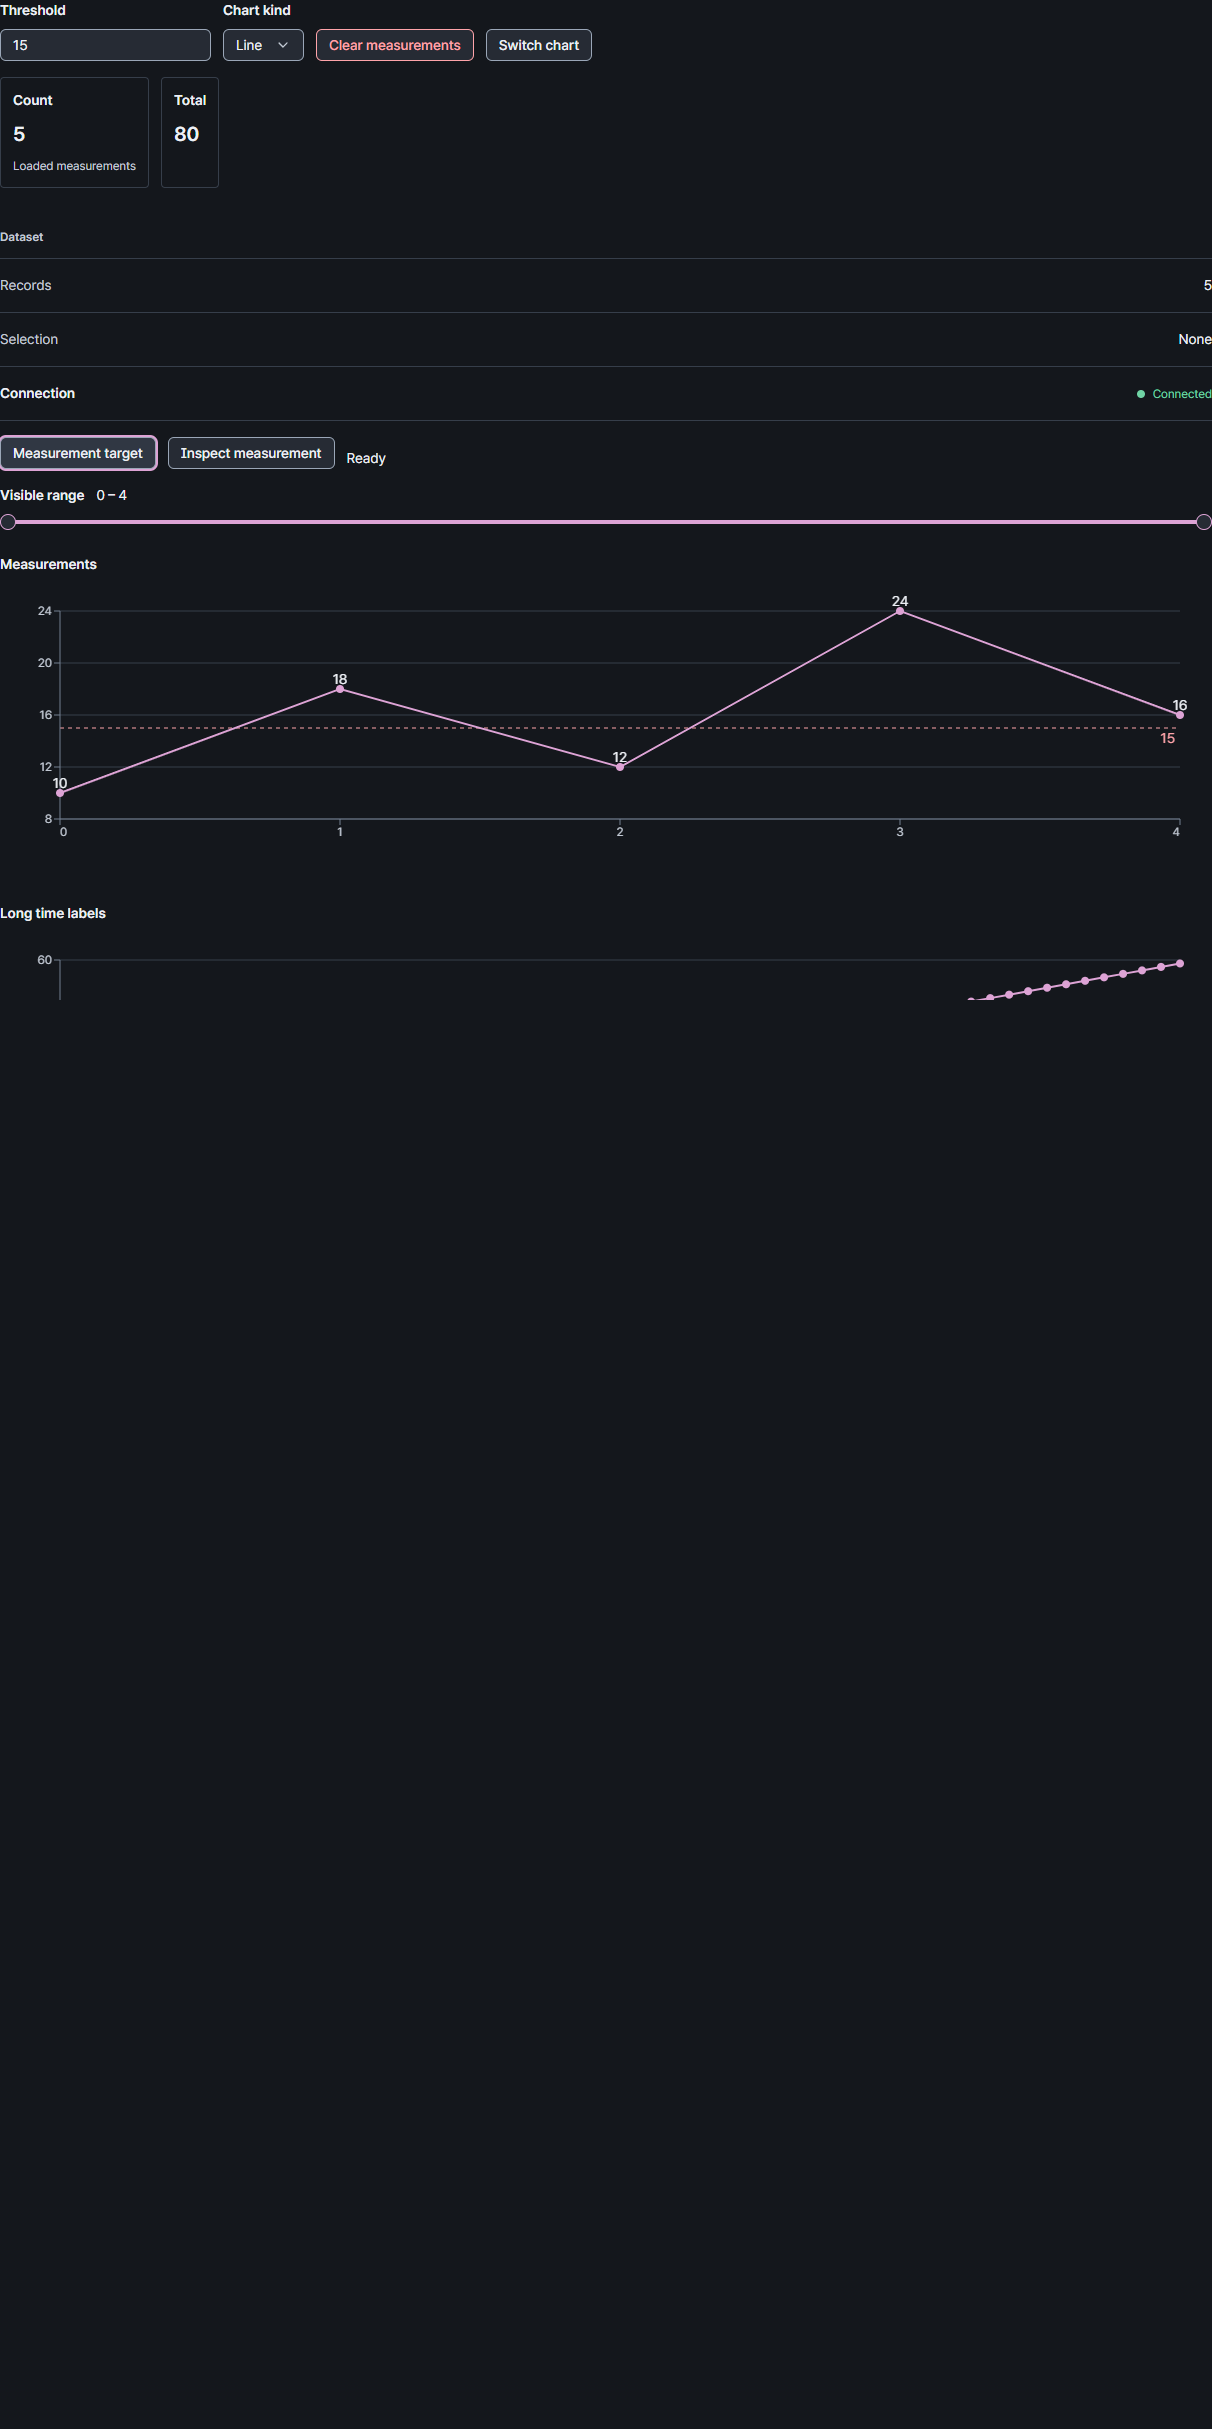 Threshold
Chart kind
15
Line
Clear measurements
Switch chart
Count
5
Loaded measurements
Total
80
Dataset
Records
5
Selection
None
Connection
Connected
Measurement target
Inspect measurement
Ready
Visible range 0 – 4
Measurements
24
20
16
12
8
10
18
12
24
16
15
0
1
2
3
4
Long time labels
60